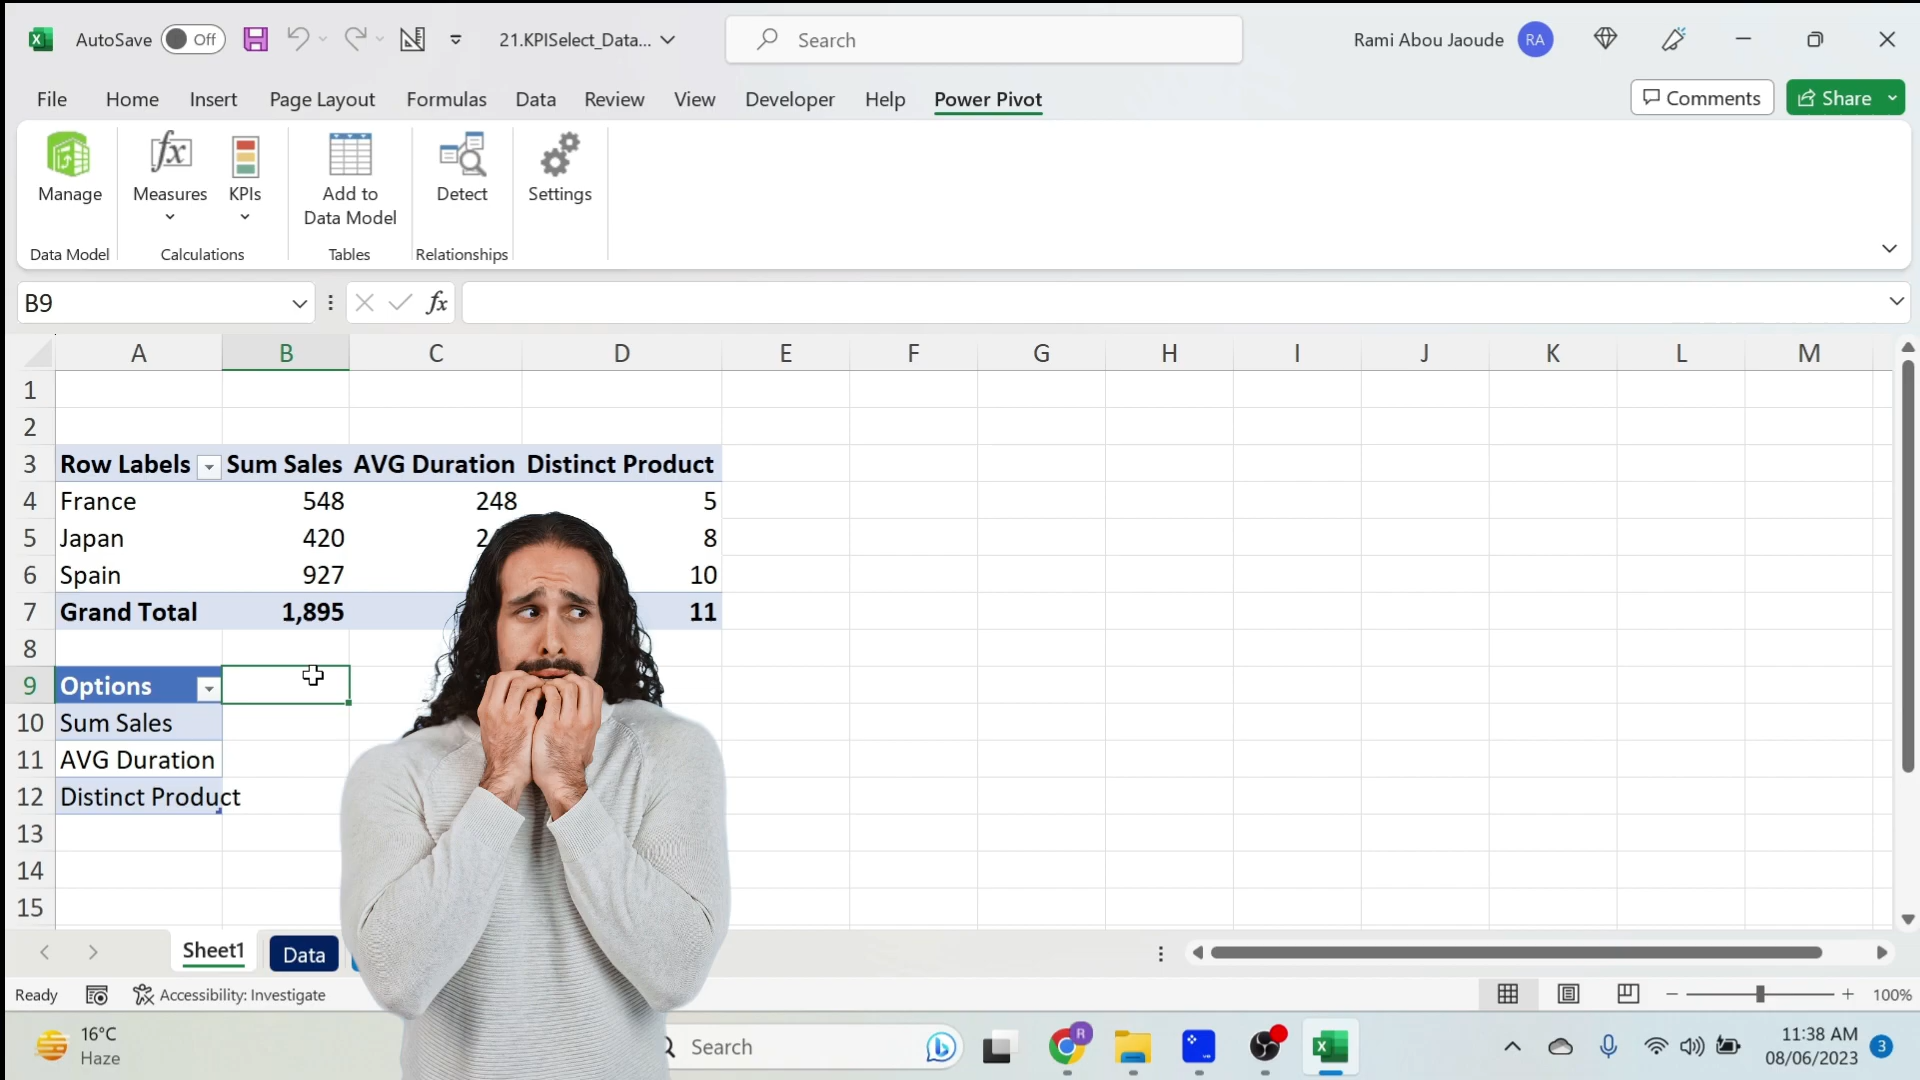 AutoSave Off 21.KPISelect_Data... Search Rami Abou Jaoude RA
File Home Insert Page Layout Formulas Data Review View Developer Help Power Pivot Comments Share
Manage Measures KPIs Add to Data Model Detect Settings
Data Model Calculations Tables Relationships
B9 fx
A B C D E F G H I J K L M
1
2
3 Row Labels Sum Sales AVG Duration Distinct Product
4 France 548 248 5
5 Japan 420 2 8
6 Spain 927 10
7 Grand Total 1,895 11
8
9 Options
10 Sum Sales
11 AVG Duration
12 Distinct Product
13
14
15
Sheet1 Data
Ready Accessibility: Investigate 100%
16°C Search R 11:38 AM 3
Haze 08/06/2023